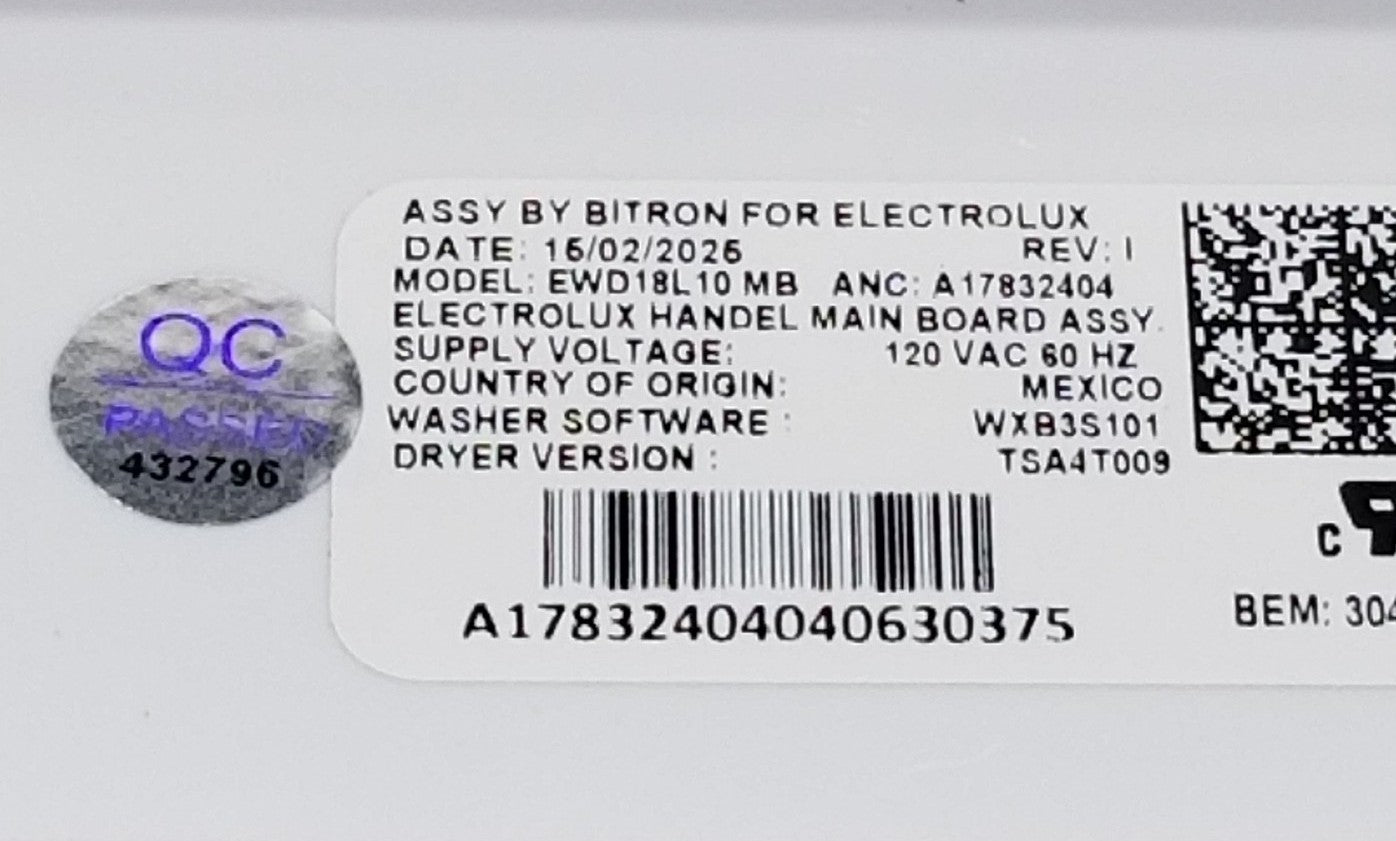 ASSY BY BITRON FOR ELECTROLUX
DATE: 16/02/2026 REV: I
MODEL: EWD18L10 MB ANC: A17832404
ELECTROLUX HANDEL MAIN BOARD ASSY.
SUPPLY VOLTAGE: 120 VAC 60 HZ
COUNTRY OF ORIGIN: MEXICO
WASHER SOFTWARE : WXB3S101
DRYER VERSION : TSA4T009
A17832404040630375
QC
PASSED
432796
C
BEM: 304